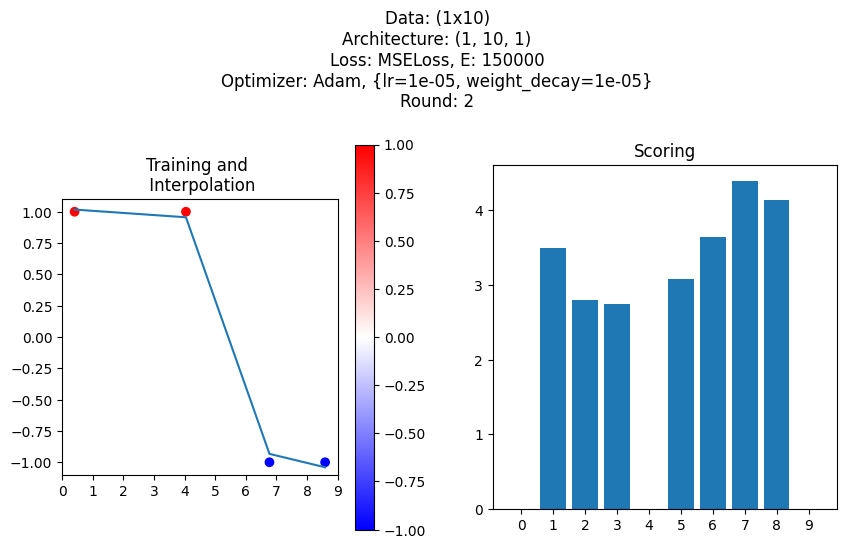 Data: (1x10)
Architecture: (1, 10, 1)
Loss: MSELoss, E: 150000
Optimizer: Adam, {lr=1e-05, weight_decay=1e-05}
Round: 2
Training and
Interpolation
1.00
0.75
0.50
0.25
0.00
−0.25
−0.50
−0.75
−1.00
0 1 2 3 4 5 6 7 8 9
1.00
0.75
0.50
0.25
0.00
−0.25
−0.50
−0.75
−1.00
Scoring
4
3
2
1
0
0 1 2 3 4 5 6 7 8 9